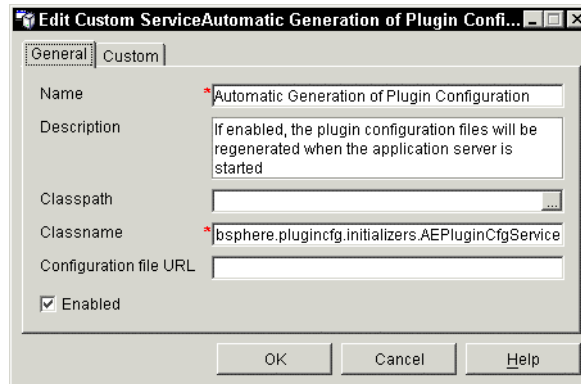 Edit Custom ServiceAutomatic Generation of Plugin Confi...
General Custom
Name *Automatic Generation of Plugin Configuration
Description If enabled, the plugin configuration files will be
regenerated when the application server is
started
Classpath ...
Classname *bsphere.plugincfg.initializers.AEPluginCfgService
Configuration file URL
Enabled
OK Cancel Help